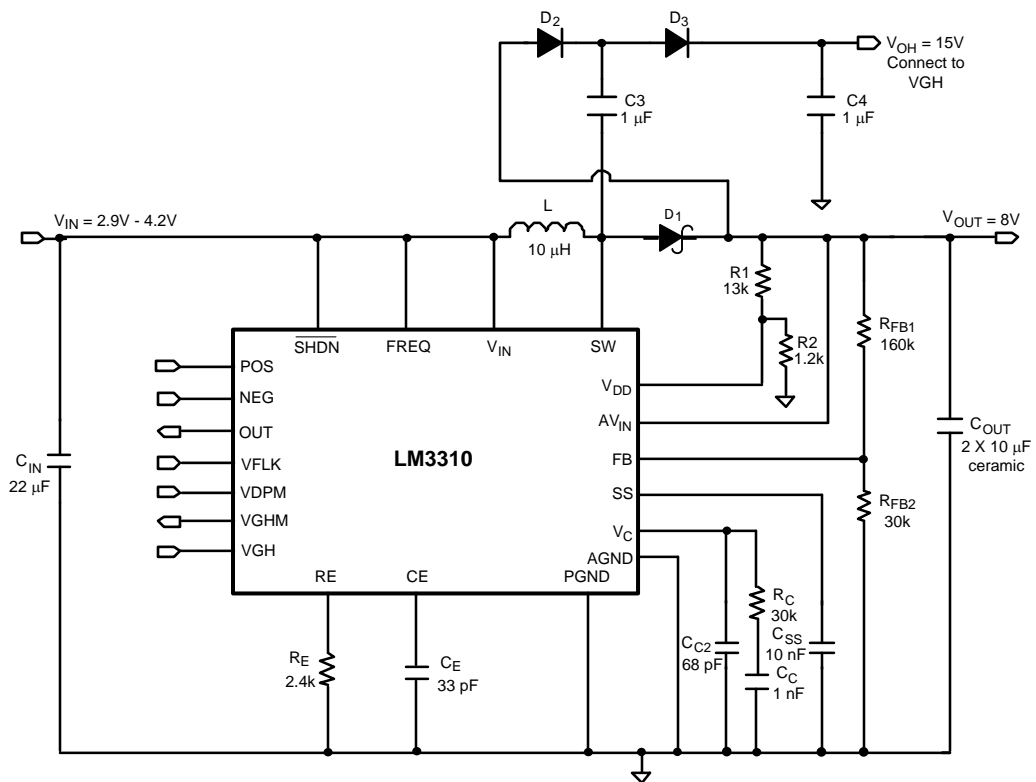 D2
D3
VOH = 15V
Connect to
VGH
C3
1 µF
C4
1 µF
VIN = 2.9V - 4.2V
L
10 µH
D1
VOUT = 8V
R1
13k
R2
1.2k
RFB1
160k
SHDN
FREQ
VIN
SW
POS
NEG
OUT
VFLK
VDPM
VGHM
VGH
LM3310
VDD
AVIN
FB
SS
VC
AGND
RE
CE
PGND
CIN
22 µF
COUT
2 X 10 µF
ceramic
RFB2
30k
RC
30k
CC2
68 pF
CSS
10 nF
CC
1 nF
RE
2.4k
CE
33 pF